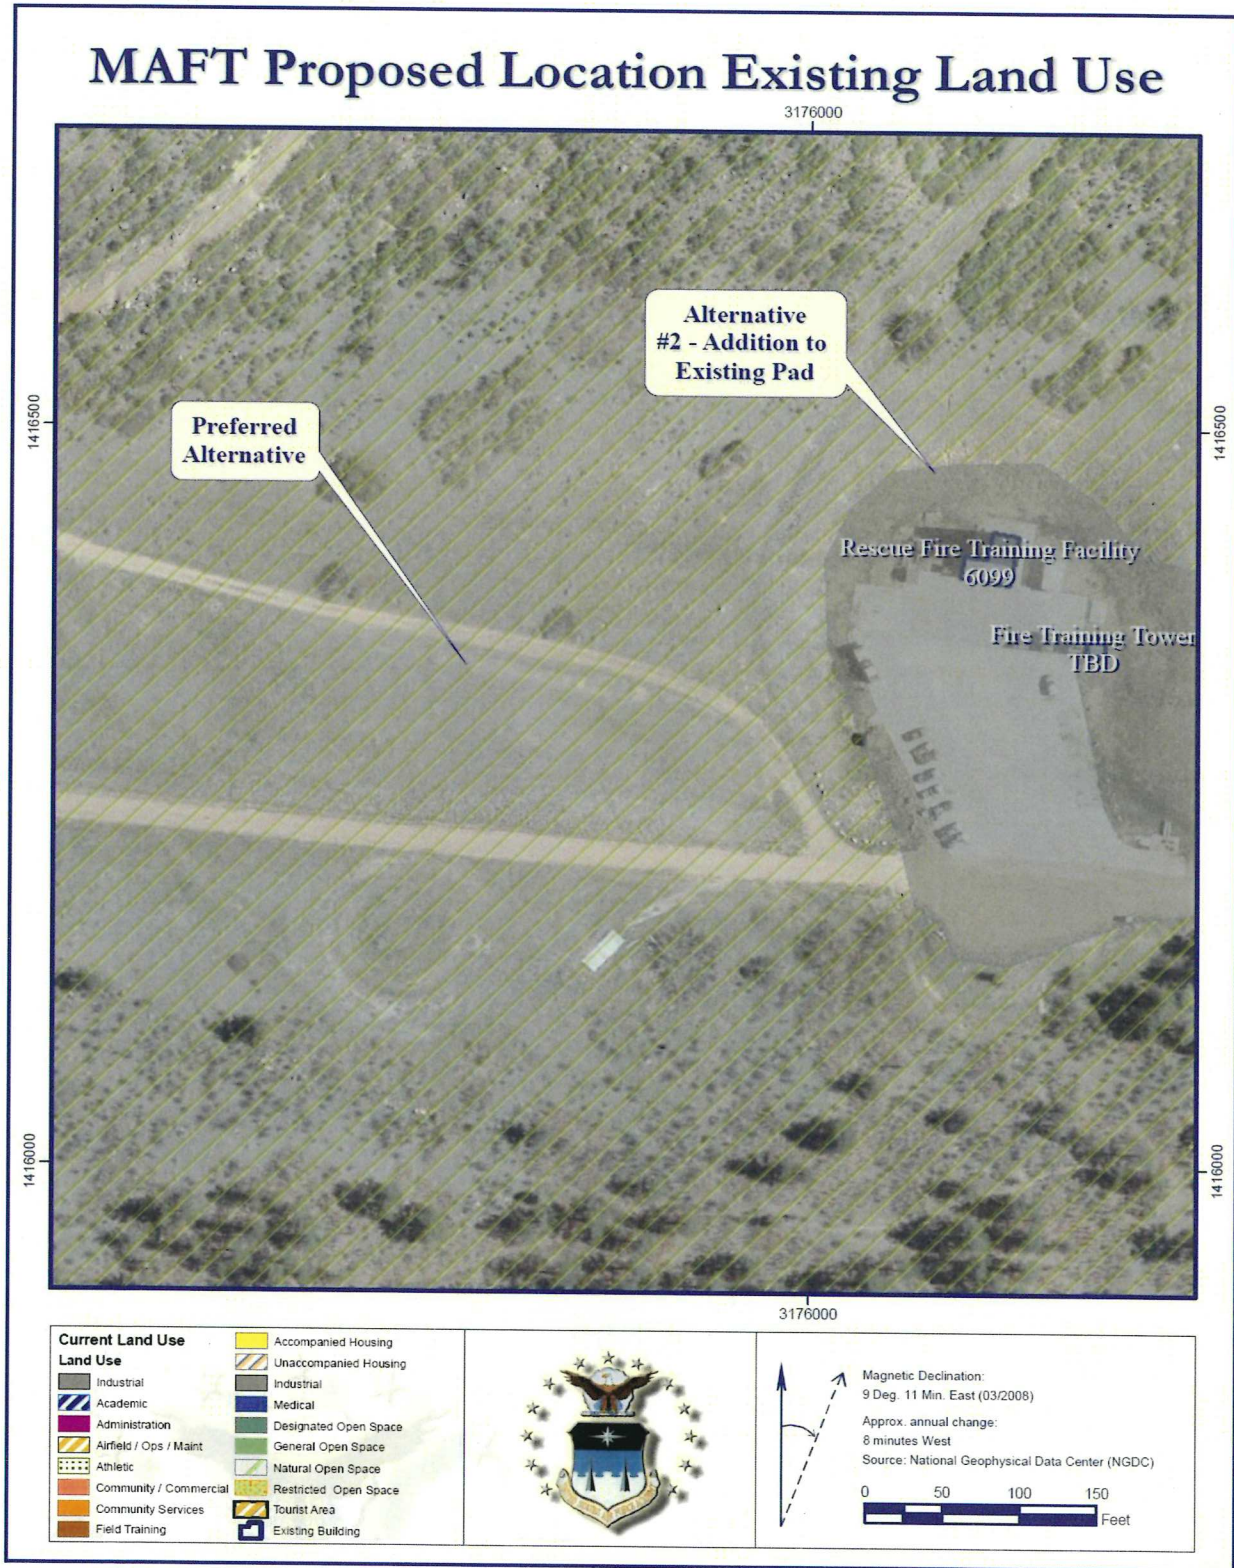 MAFT Proposed Location Existing Land Use
3176000
Alternative
#2 - Addition to
Existing Pad
Preferred
Alternative
1416500
1416500
Rescue Fire Training Facility
6099
Fire Training Tower
TBD
1416000
1416000
3176000
Current Land Use
Land Use
Industrial
Academic
Administration
Airfield / Ops / Maint
Athletic
Community / Commercial
Community Services
Field Training
Accompanied Housing
Unaccompanied Housing
Industrial
Medical
Designated Open Space
General Open Space
Natural Open Space
Restricted Open Space
Tourist Area
Existing Building
Magnetic Declination:
9 Deg. 11 Min. East (03/2008)
Approx. annual change:
8 minutes West
Source: National Geophysical Data Center (NGDC)
0 50 100 150
Feet